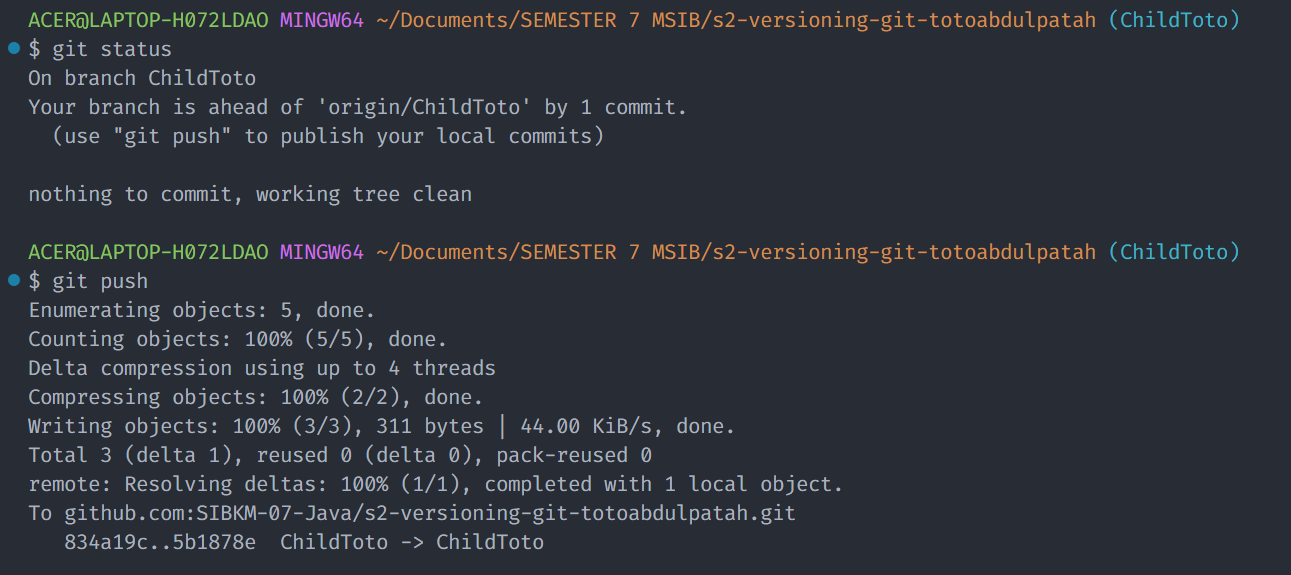 ACER@LAPTOP-H072LDAO MINGW64 ~/Documents/SEMESTER 7 MSIB/s2-versioning-git-totoabdulpatah (ChildToto)
$ git status
On branch ChildToto
Your branch is ahead of 'origin/ChildToto' by 1 commit.
  (use "git push" to publish your local commits)

nothing to commit, working tree clean

ACER@LAPTOP-H072LDAO MINGW64 ~/Documents/SEMESTER 7 MSIB/s2-versioning-git-totoabdulpatah (ChildToto)
$ git push
Enumerating objects: 5, done.
Counting objects: 100% (5/5), done.
Delta compression using up to 4 threads
Compressing objects: 100% (2/2), done.
Writing objects: 100% (3/3), 311 bytes | 44.00 KiB/s, done.
Total 3 (delta 1), reused 0 (delta 0), pack-reused 0
remote: Resolving deltas: 100% (1/1), completed with 1 local object.
To github.com:SIBKM-07-Java/s2-versioning-git-totoabdulpatah.git
   834a19c..5b1878e  ChildToto -> ChildToto